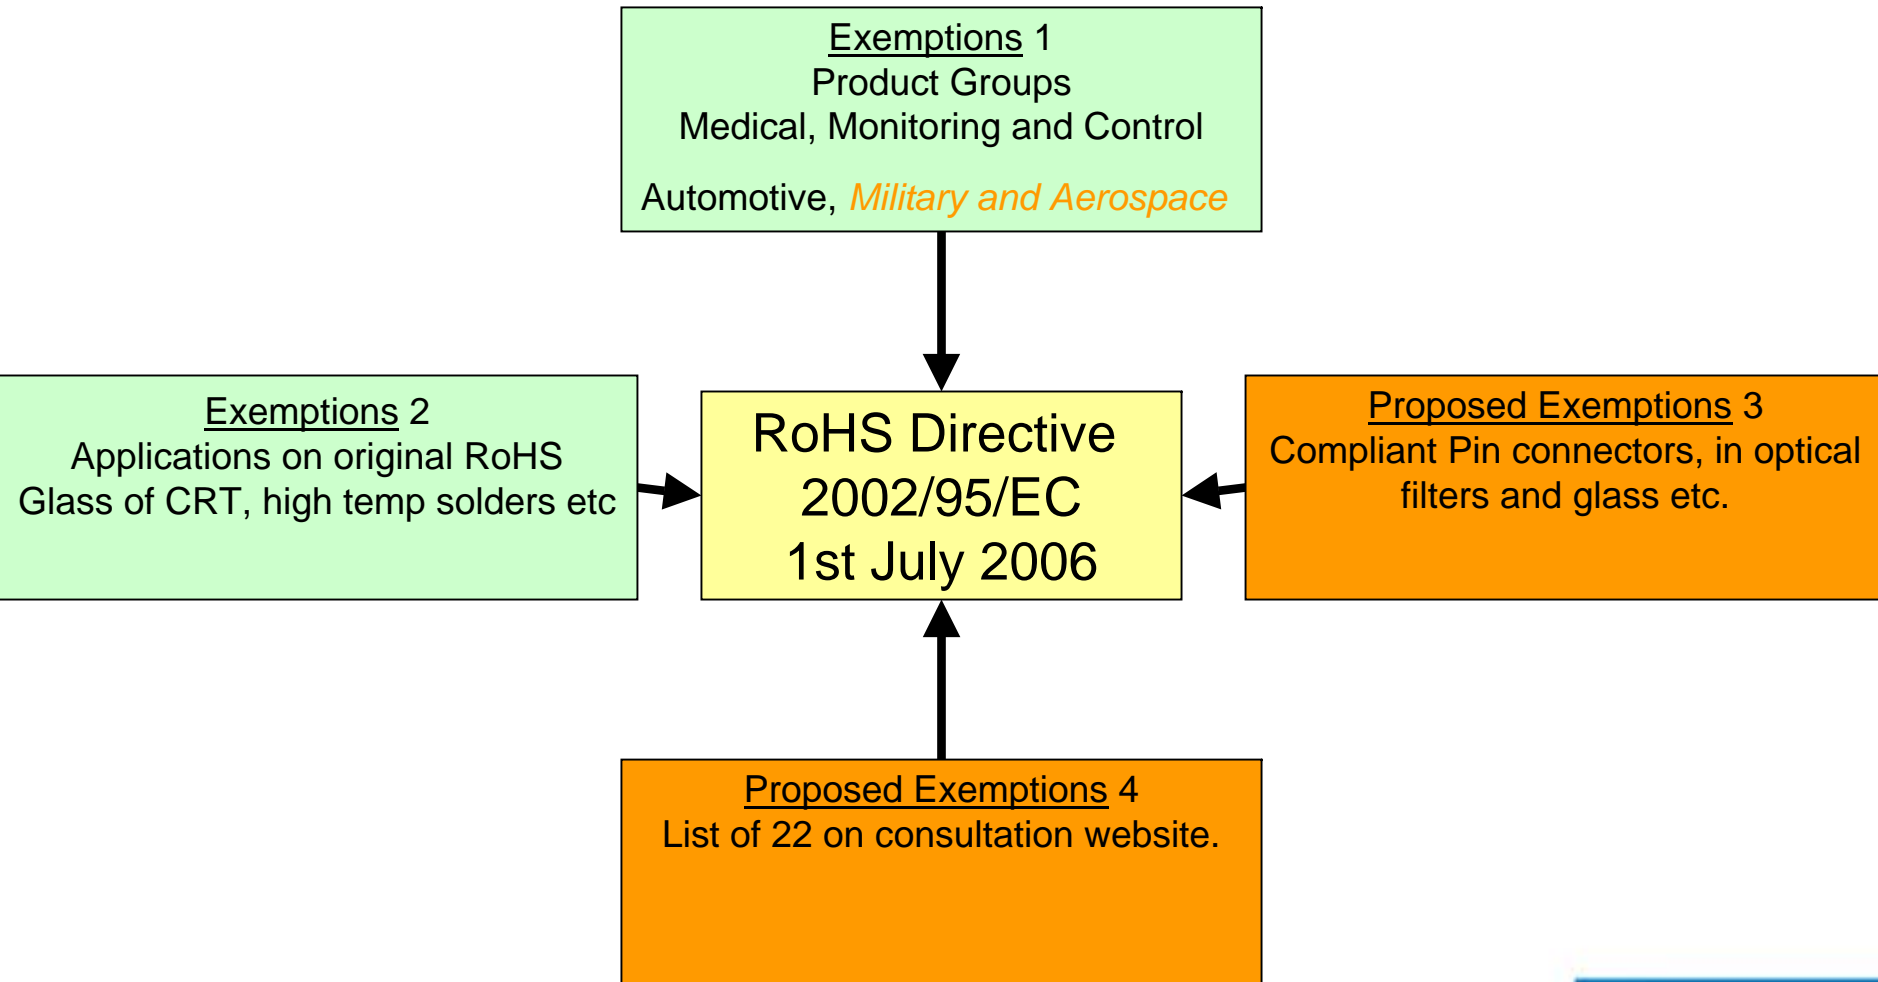 Exemptions 1
Product Groups
Medical, Monitoring and Control
Automotive, Military and Aerospace
Exemptions 2
Applications on original RoHS
Glass of CRT, high temp solders etc
RoHS Directive
2002/95/EC
1st July 2006
Proposed Exemptions 3
Compliant Pin connectors, in optical
filters and glass etc.
Proposed Exemptions 4
List of 22 on consultation website.